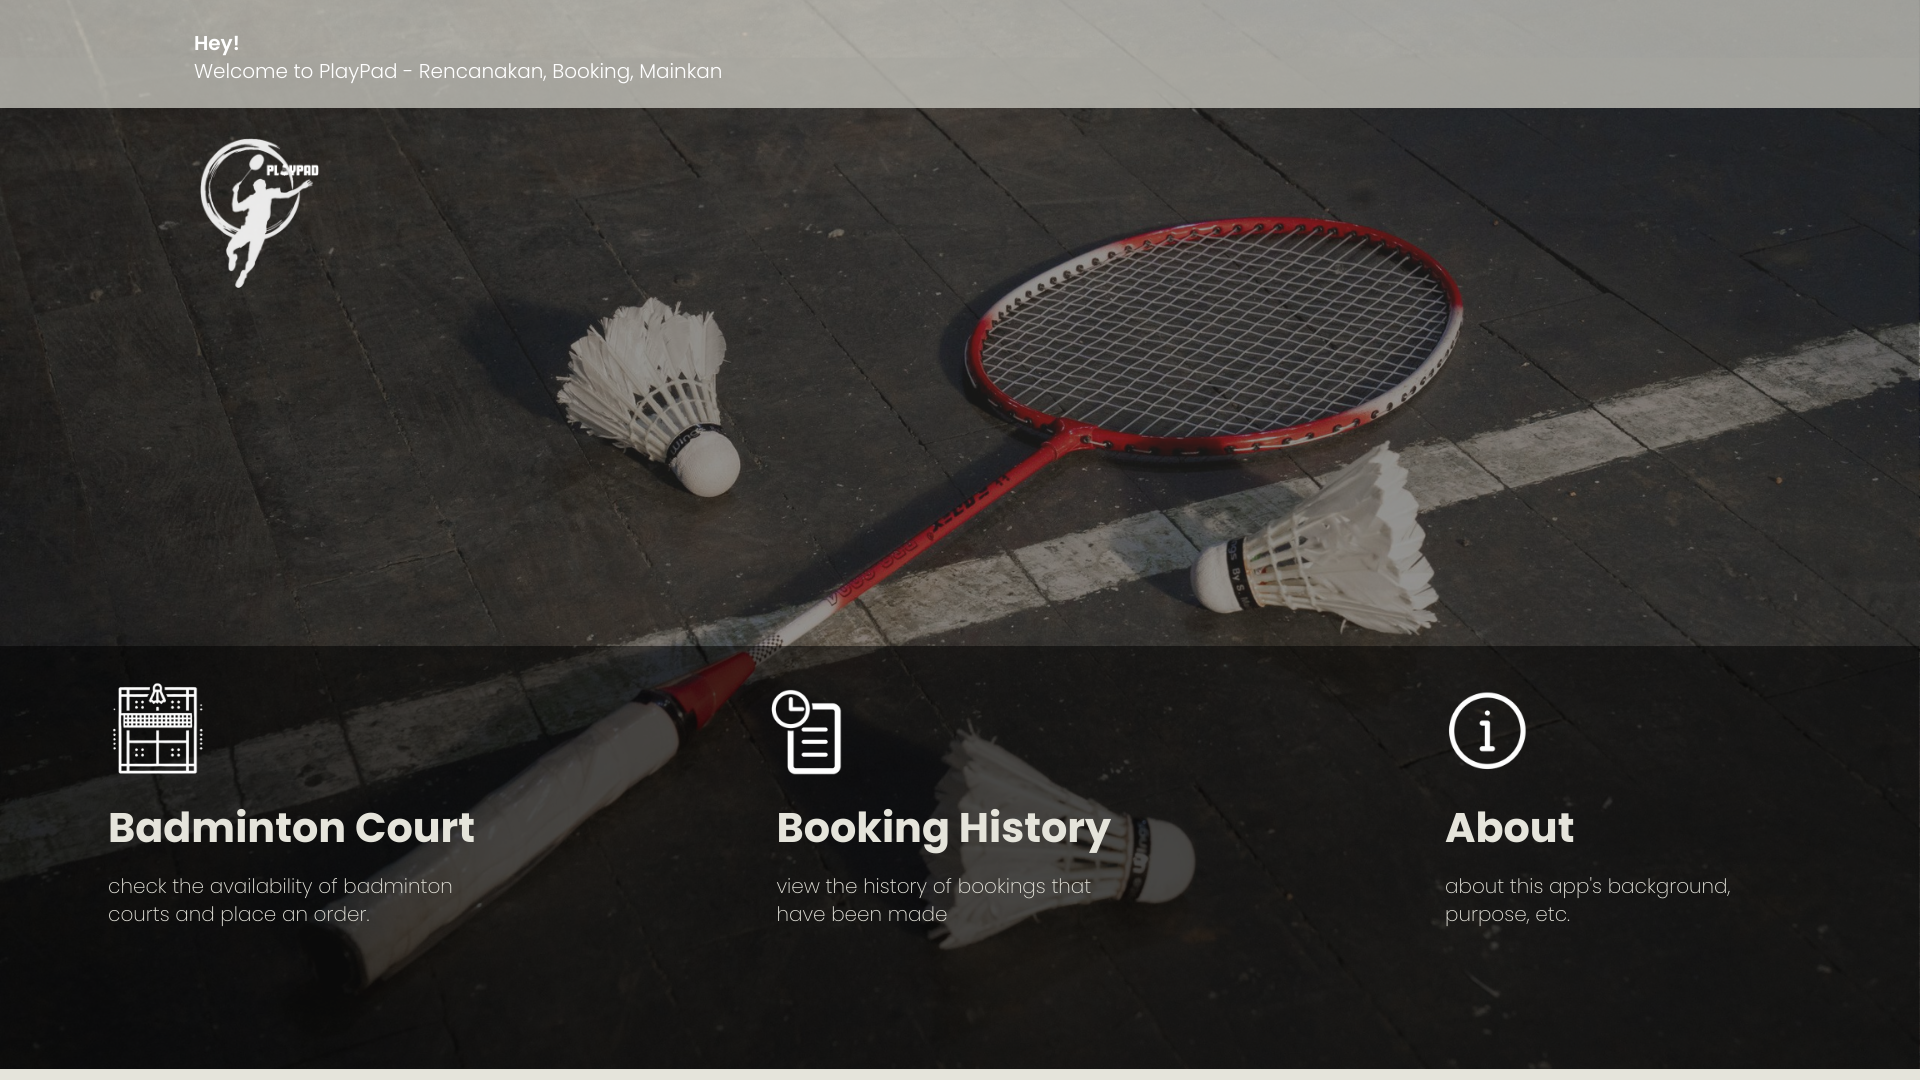 Hey!
Welcome to PlayPad - Rencanakan, Booking, Mainkan
PLAYPAD
Badminton Court
check the availability of badminton
courts and place an order.
Booking History
view the history of bookings that
have been made
About
about this app's background,
purpose, etc.